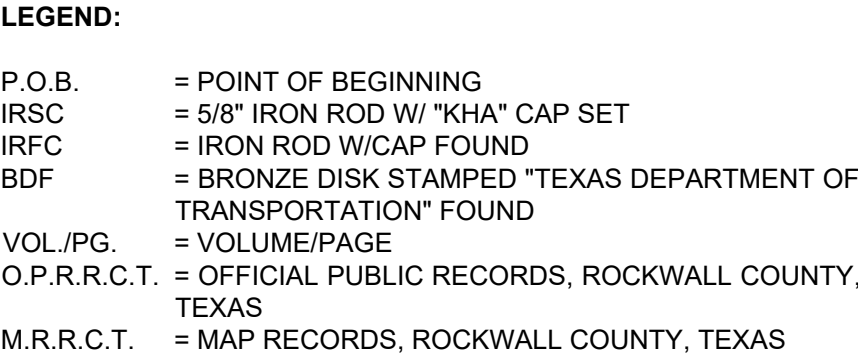 LEGEND:
P.O.B. = POINT OF BEGINNING
IRSC = 5/8" IRON ROD W/ "KHA" CAP SET
IRFC = IRON ROD W/CAP FOUND
BDF = BRONZE DISK STAMPED "TEXAS DEPARTMENT OF
TRANSPORTATION" FOUND
VOL./PG. = VOLUME/PAGE
O.P.R.R.C.T. = OFFICIAL PUBLIC RECORDS, ROCKWALL COUNTY,
TEXAS
M.R.R.C.T. = MAP RECORDS, ROCKWALL COUNTY, TEXAS